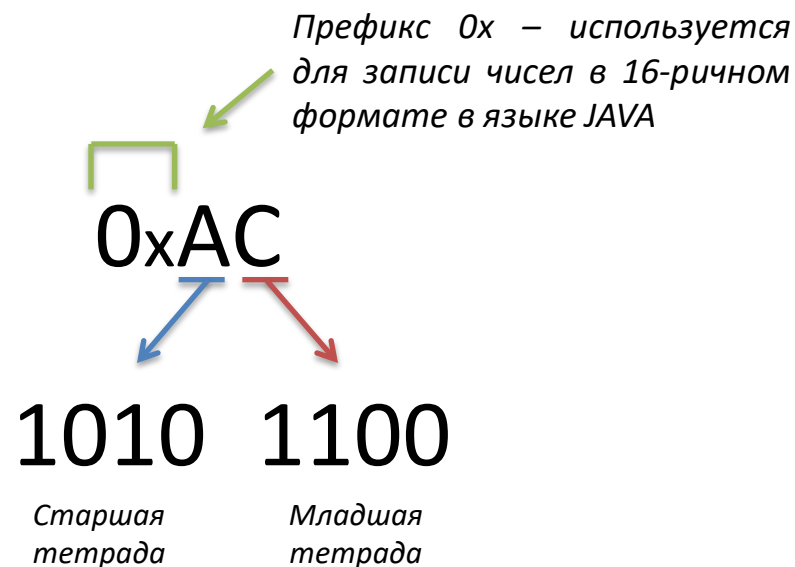 Префикс 0x – используется
для записи чисел в 16-ричном
формате в языке JAVA
0xAC
1010 1100
Старшая Младшая
тетрада тетрада